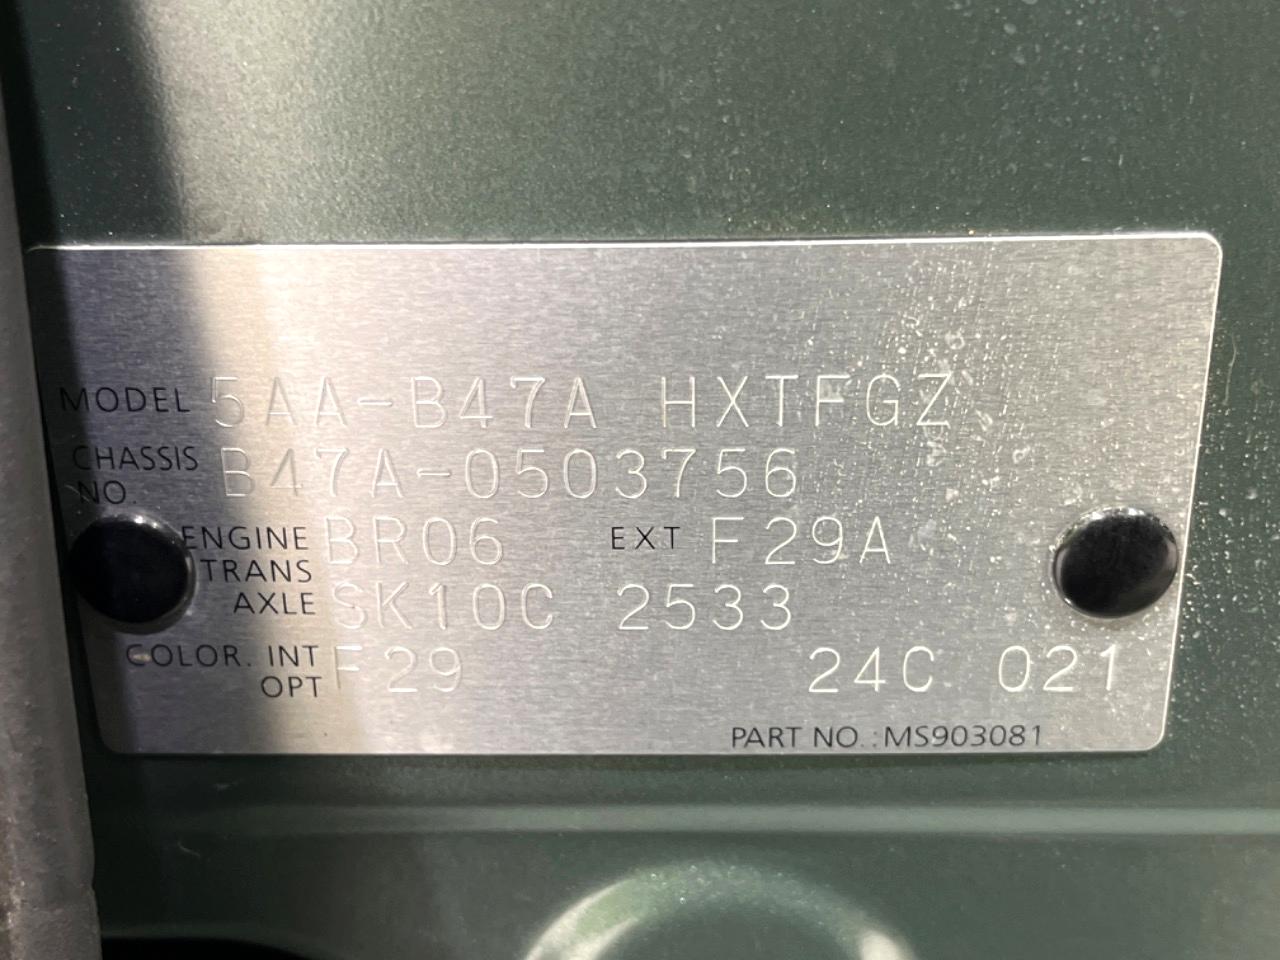 MODEL 5AA-B47A HXTFGZ
CHASSIS NO. B47A-0503756
ENGINE BR06 EXT F29A
TRANS AXLE SK10C 2533
COLOR. INT OPT F29 24C 021
PART NO.:MS903081